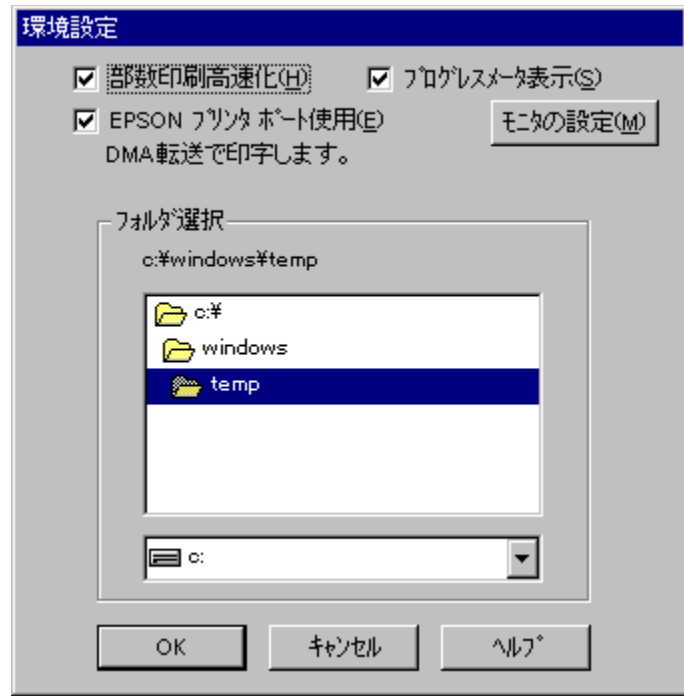 環境設定
部数印刷高速化(H) プログレスメータ表示(S)
EPSON プリンタ ポート使用(E) モニタの設定(M)
DMA転送で印字します。
フォルダ選択
c:¥windows¥temp
c:¥
windows
temp
c:
OK キャンセル ヘルプ